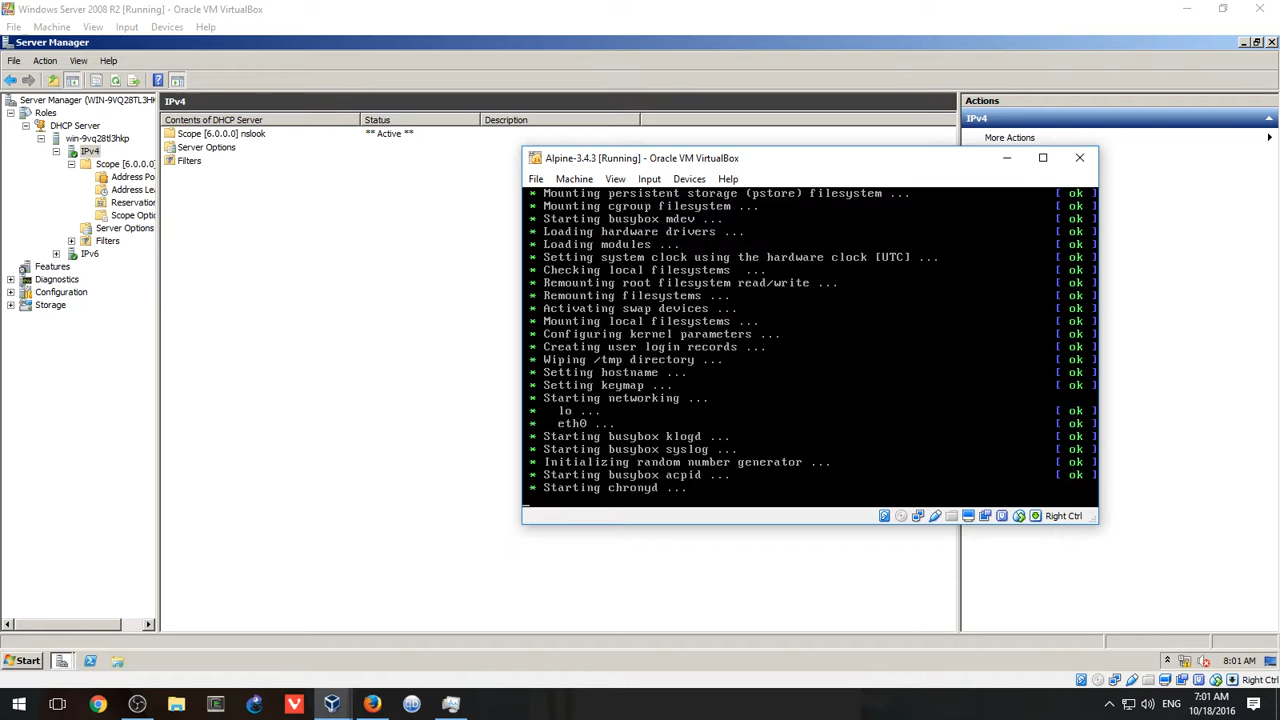 Windows Server 2008 R2 [Running] - Oracle VM VirtualBox
File Machine View Input Devices Help
Server Manager
File Action View Help
Server Manager (WIN-9VQ28TL3HK
Roles
DHCP Server
win-9vq28tl3hkp
IPv4
Scope [6.0.0.0]
Address Po
Address Lea
Reservation
Scope Optic
Server Options
Filters
IPv6
Features
Diagnostics
Configuration
Storage
IPv4
Contents of DHCP Server Status Description
Scope [6.0.0.0] nslook ** Active **
Server Options
Filters
Actions
IPv4
More Actions
Alpine-3.4.3 [Running] - Oracle VM VirtualBox
File Machine View Input Devices Help
* Mounting persistent storage (pstore) filesystem ... [ ok ]
* Mounting cgroup filesystem ... [ ok ]
* Starting busybox mdev ... [ ok ]
* Loading hardware drivers ... [ ok ]
* Loading modules ... [ ok ]
* Setting system clock using the hardware clock [UTC] ... [ ok ]
* Checking local filesystems ... [ ok ]
* Remounting root filesystem read/write ... [ ok ]
* Remounting filesystems ... [ ok ]
* Activating swap devices ... [ ok ]
* Mounting local filesystems ... [ ok ]
* Configuring kernel parameters ... [ ok ]
* Creating user login records ... [ ok ]
* Wiping /tmp directory ... [ ok ]
* Setting hostname ... [ ok ]
* Setting keymap ... [ ok ]
* Starting networking ...
* lo ... [ ok ]
* eth0 ... [ ok ]
* Starting busybox klogd ... [ ok ]
* Starting busybox syslog ... [ ok ]
* Initializing random number generator ... [ ok ]
* Starting busybox acpid ... [ ok ]
* Starting chronyd ...
Right Ctrl
Start
8:01 AM
Right Ctrl
ENG
7:01 AM
10/18/2016